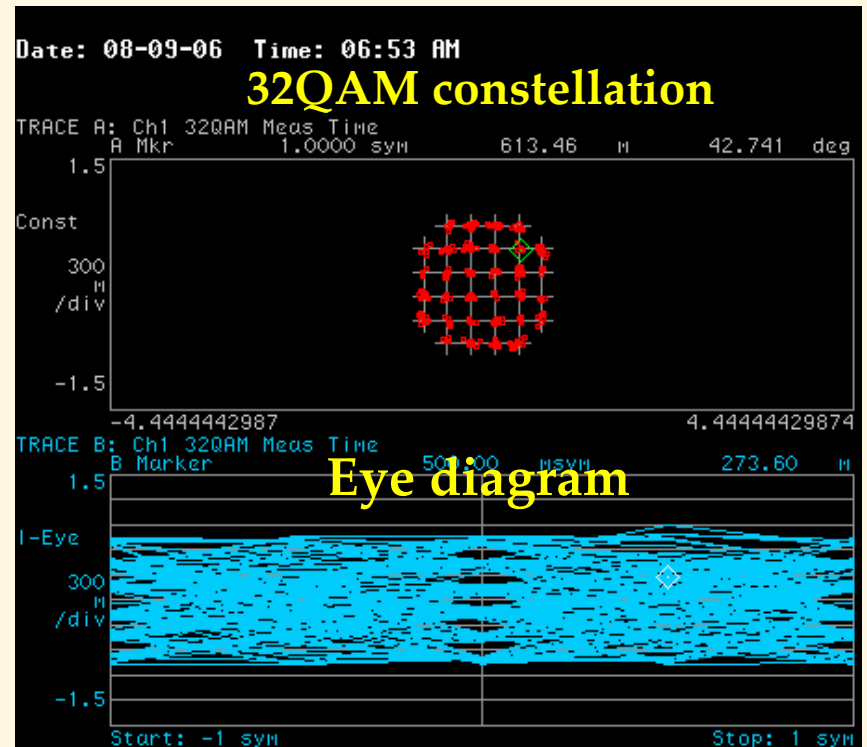 Date: 08-09-06 Time: 06:53 AM
32QAM constellation
TRACE A: Ch1 32QAM Meas Time
A Mkr 1.0000 sym 613.46 m 42.741 deg
1.5
Const
300
m
/div
-1.5
-4.4444442987 4.44444429874
TRACE B: Ch1 32QAM Meas Time
B Marker 500.00 msym 273.60 m
Eye diagram
1.5
I-Eye
300
m
/div
-1.5
Start: -1 sym Stop: 1 sym